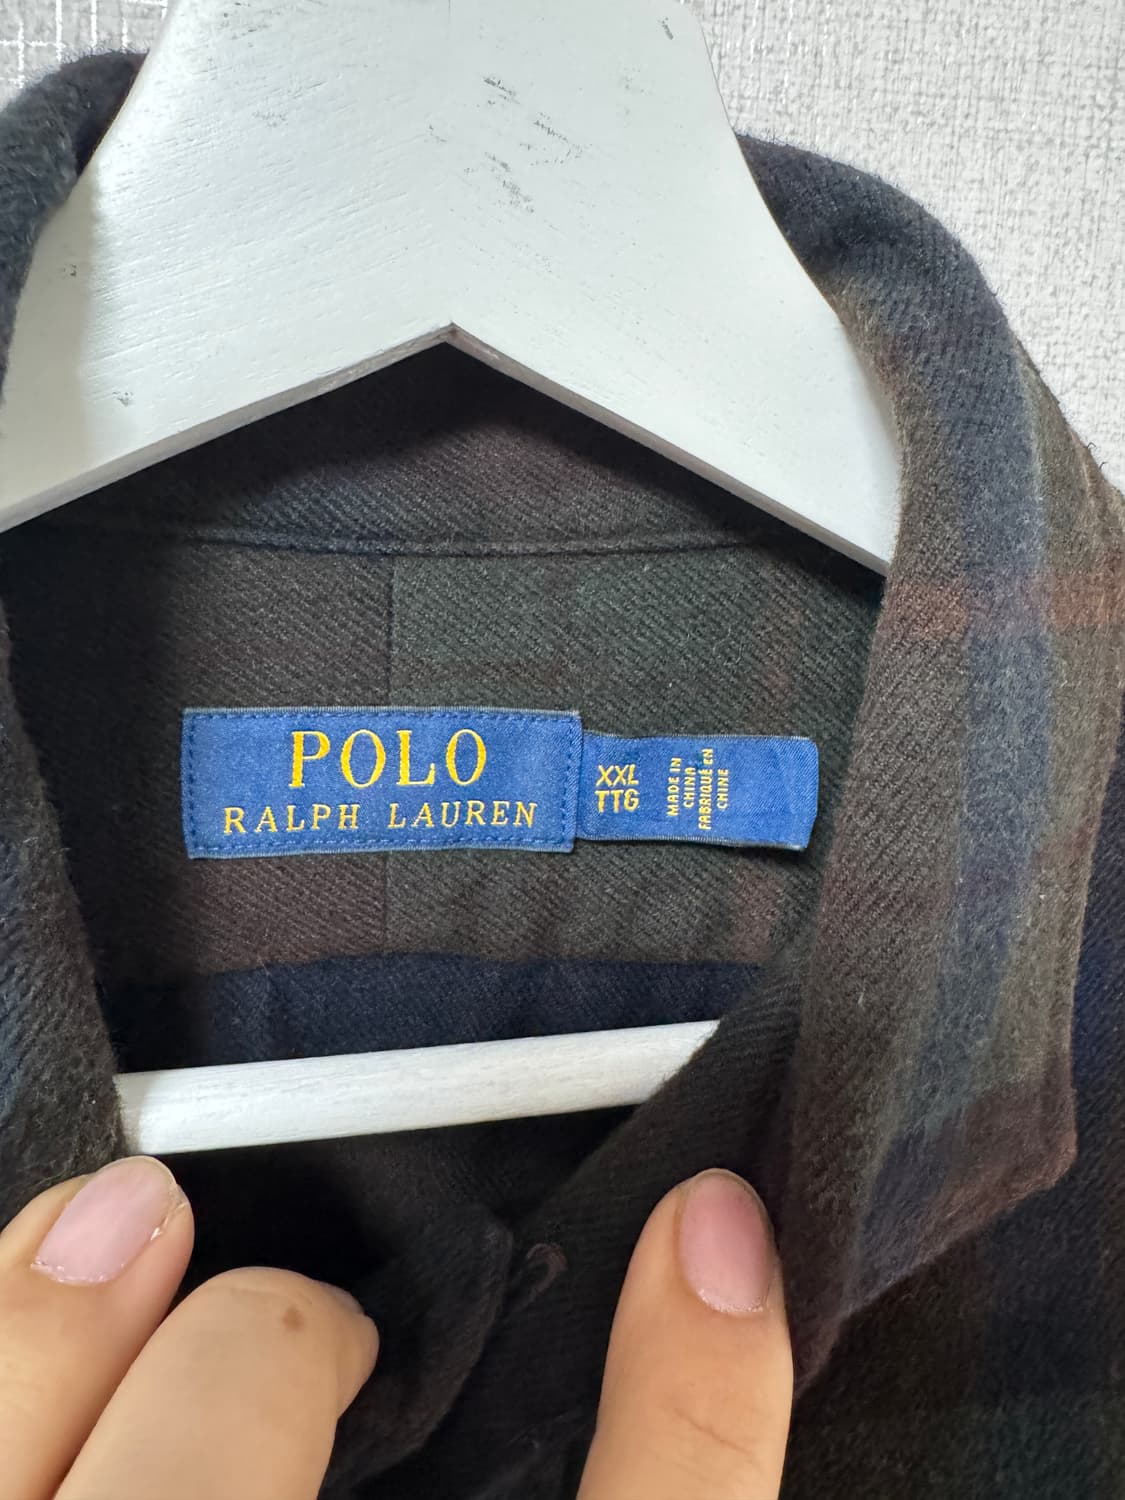 POLO
RALPH LAUREN
XXL
TTG
MADE IN
CHINA
FABRIQUÉ EN
CHINE